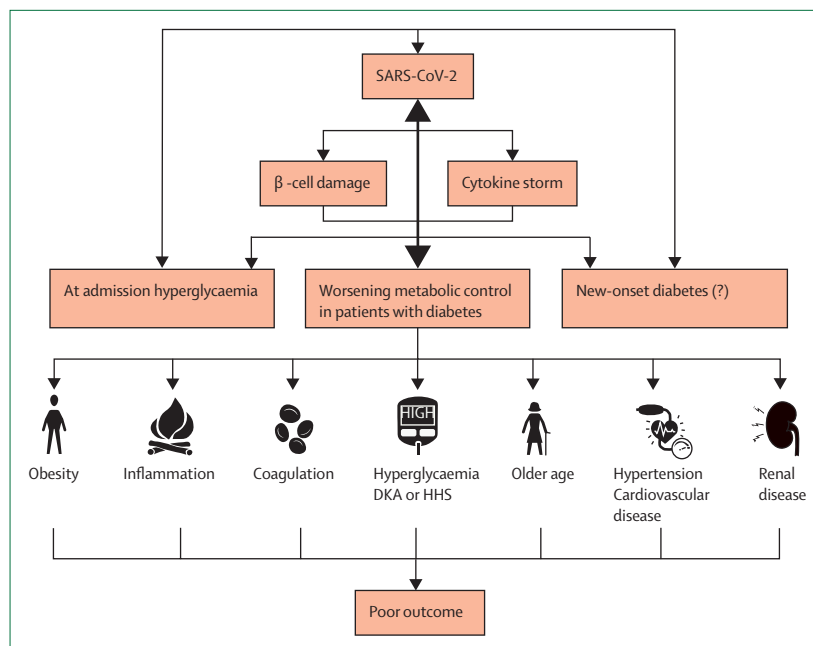 SARS-CoV-2
β -cell damage
Cytokine storm
At admission hyperglycaemia
Worsening metabolic control
in patients with diabetes
New-onset diabetes (?)
HIGH
Obesity
Inflammation
Coagulation
Hyperglycaemia
DKA or HHS
Older age
Hypertension
Cardiovascular
disease
Renal
disease
Poor outcome